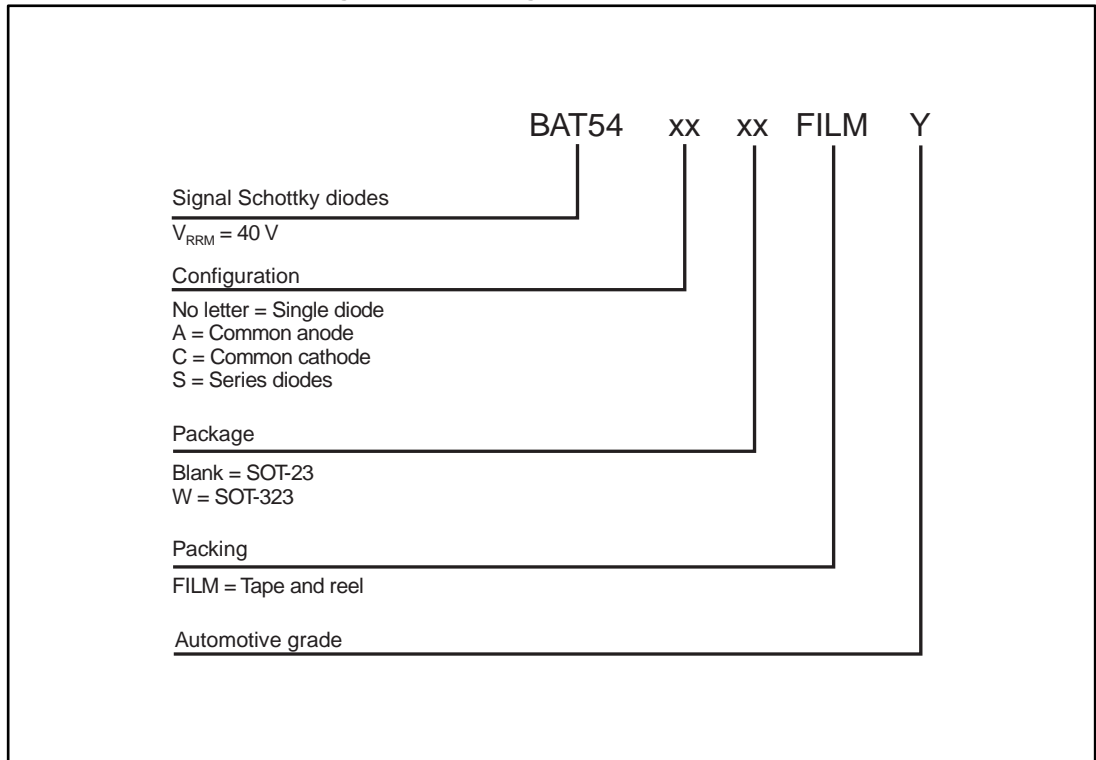 BAT54 xx xx FILM Y
Signal Schottky diodes
VRRM = 40 V
Configuration
No letter = Single diode
A = Common anode
C = Common cathode
S = Series diodes
Package
Blank = SOT-23
W = SOT-323
Packing
FILM = Tape and reel
Automotive grade